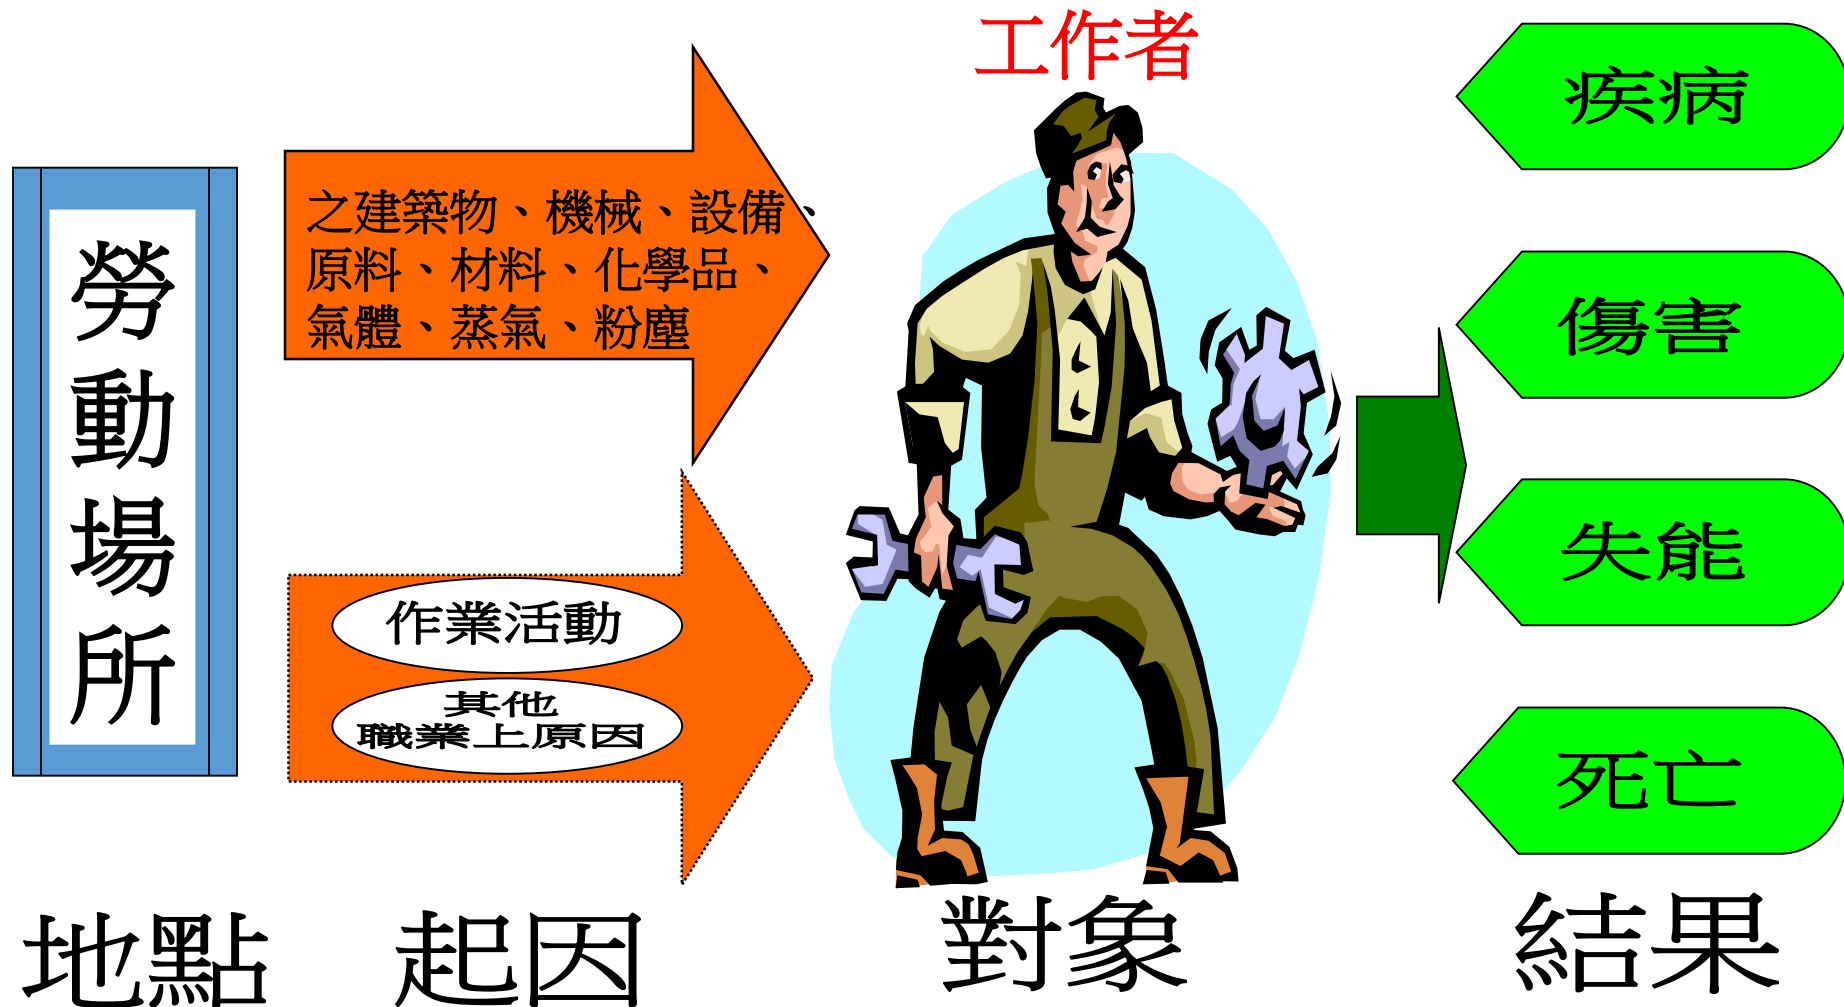 勞動場所
之建築物、機械、設備、
原料、材料、化學品、
氣體、蒸氣、粉塵
作業活動
其他
職業上原因
工作者
疾病
傷害
失能
死亡
地點
起因
對象
結果